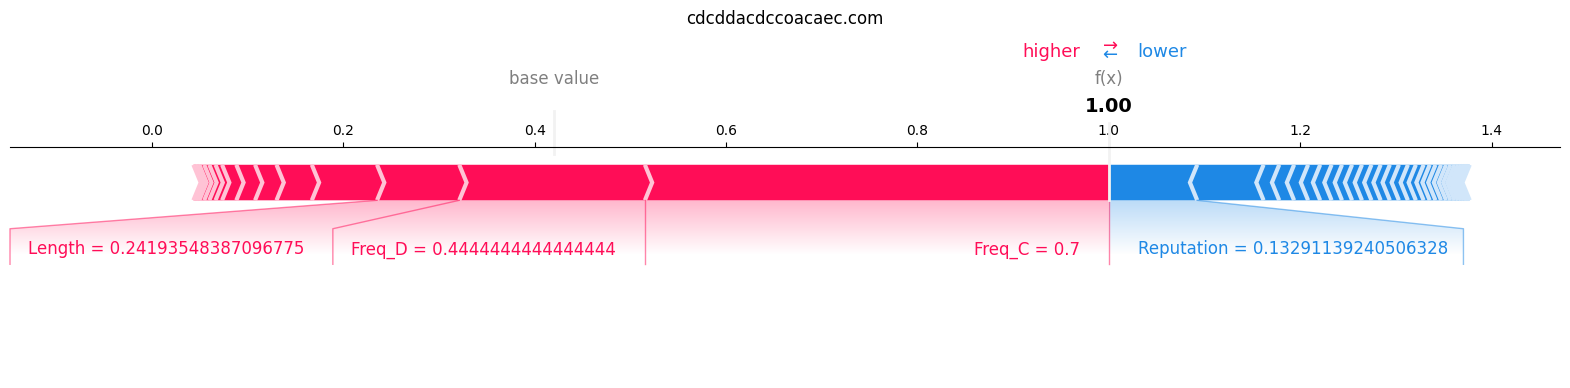 cdcddacdccoacaec.com
higher ⇄ lower
base value f(x)
1.00
0.0 0.2 0.4 0.6 0.8 1.0 1.2 1.4
Length = 0.24193548387096775 Freq_D = 0.4444444444444444 Freq_C = 0.7 Reputation = 0.13291139240506328